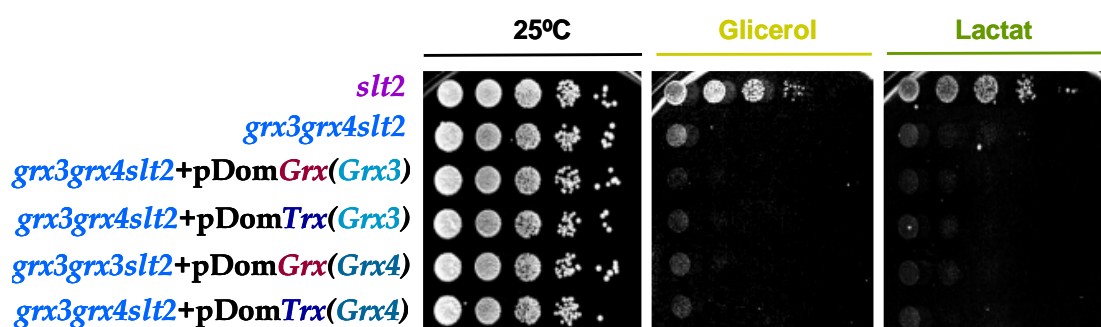 25ºC
Glicerol
Lactat
slt2
grx3grx4slt2
grx3grx4slt2+pDomGrx(Grx3)
grx3grx4slt2+pDomTrx(Grx3)
grx3grx3slt2+pDomGrx(Grx4)
grx3grx4slt2+pDomTrx(Grx4)